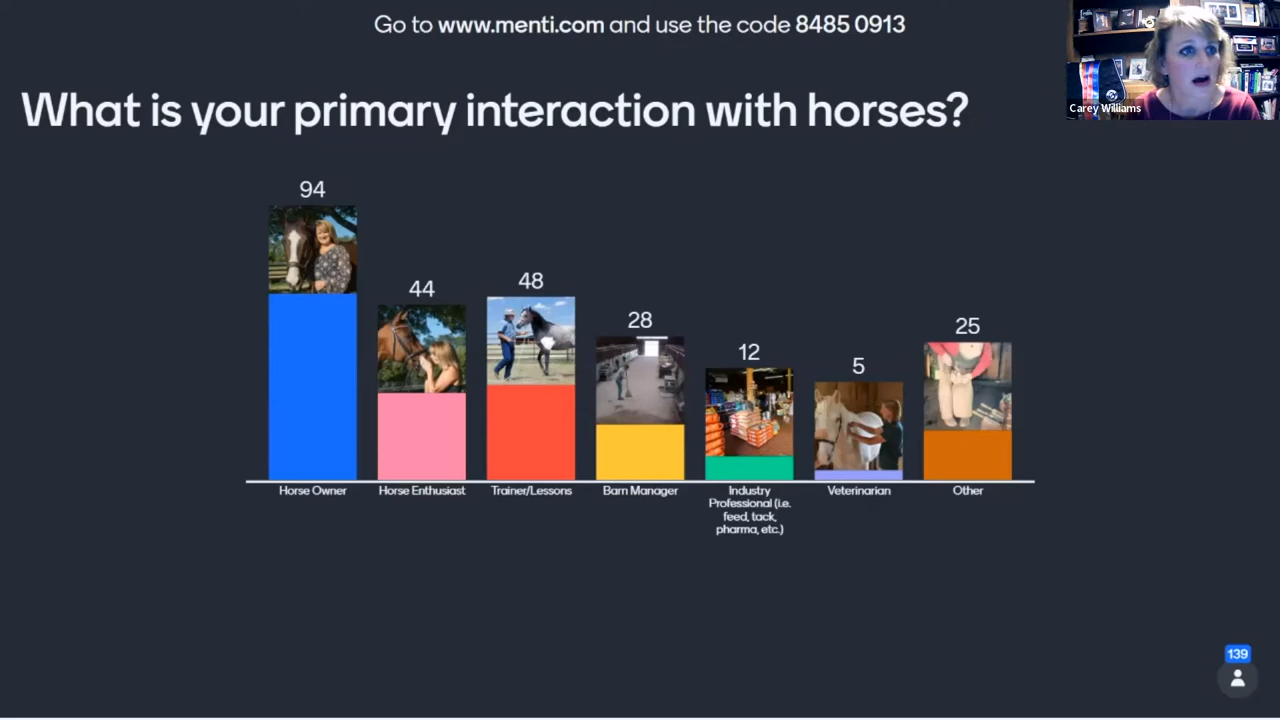 Go to www.menti.com and use the code 8485 0913
Carey Williams
What is your primary interaction with horses?
94
44
48
28
12
5
25
Horse Owner
Horse Enthusiast
Trainer/Lessons
Barn Manager
Industry
Professional (i.e.
feed, tack,
pharma, etc.)
Veterinarian
Other
139